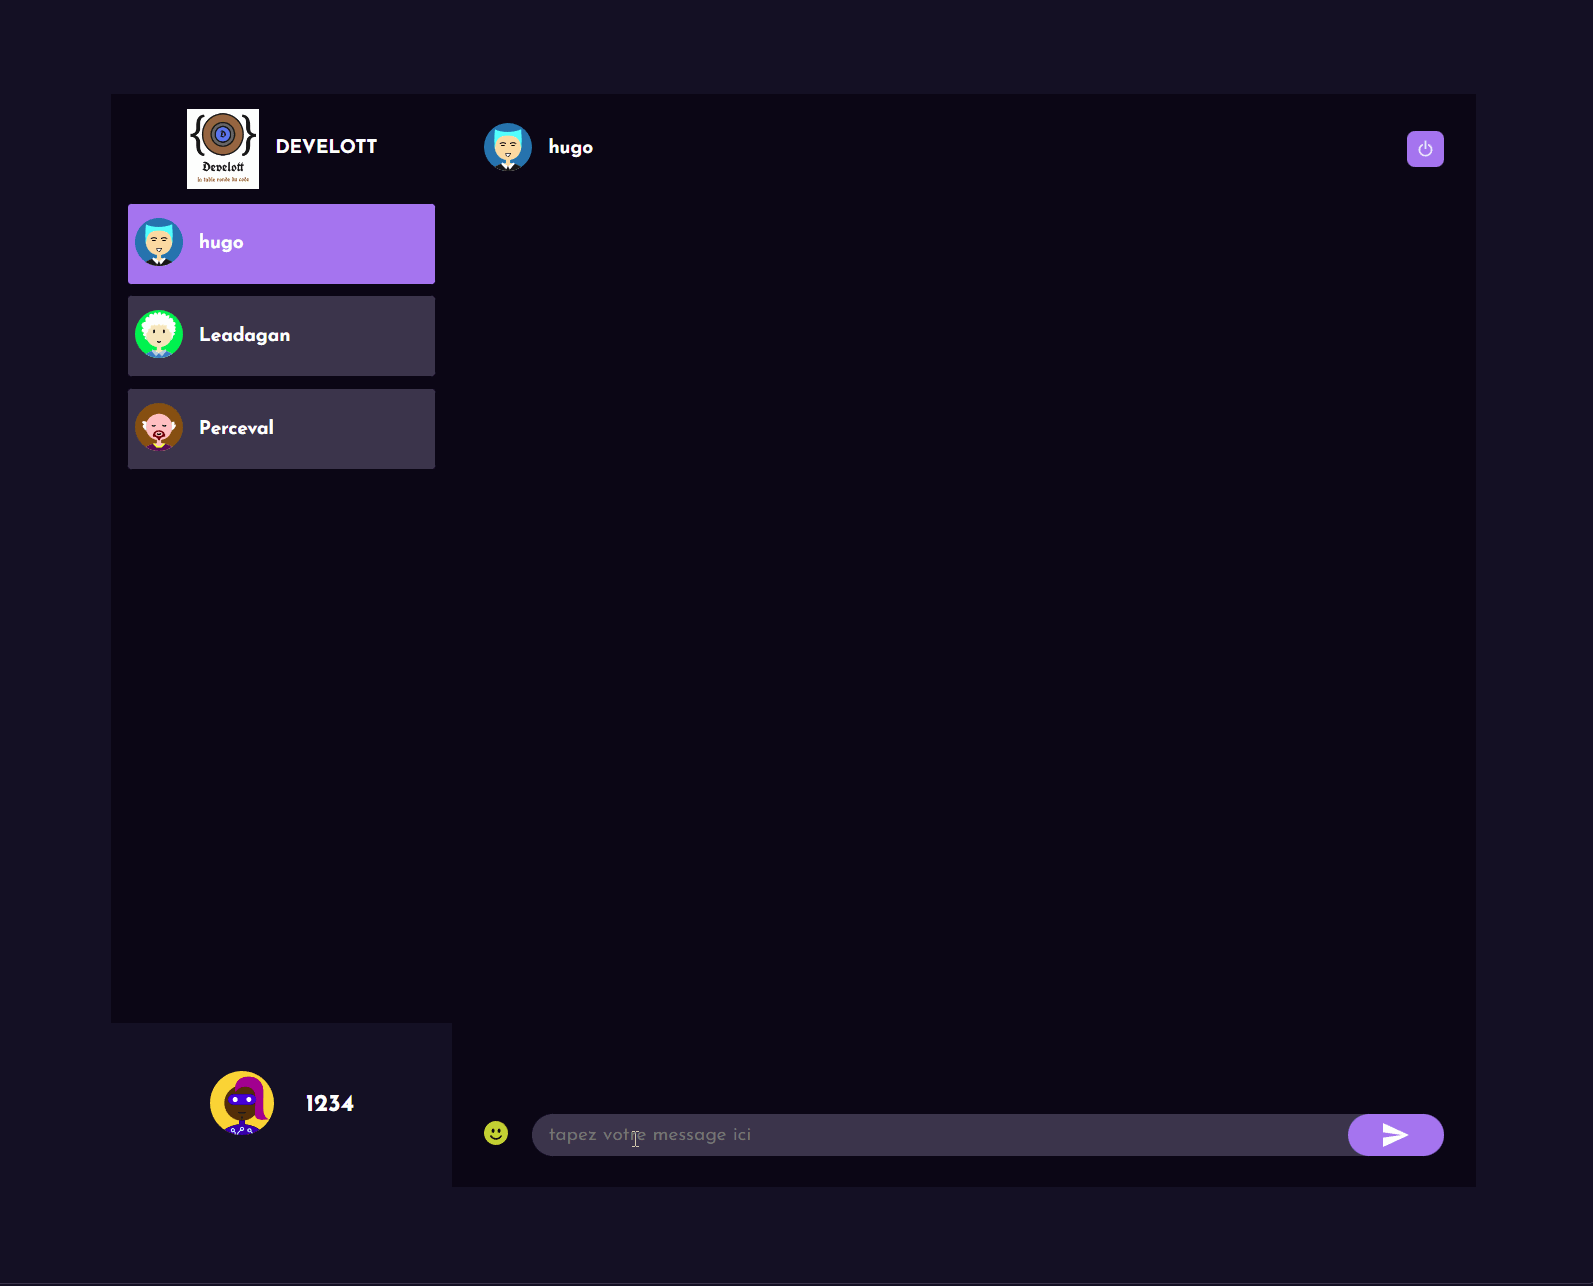 D
Develott
la table ronde du code
DEVELOTT
hugo
Leadagan
Perceval
1234
hugo
tapez votre message ici